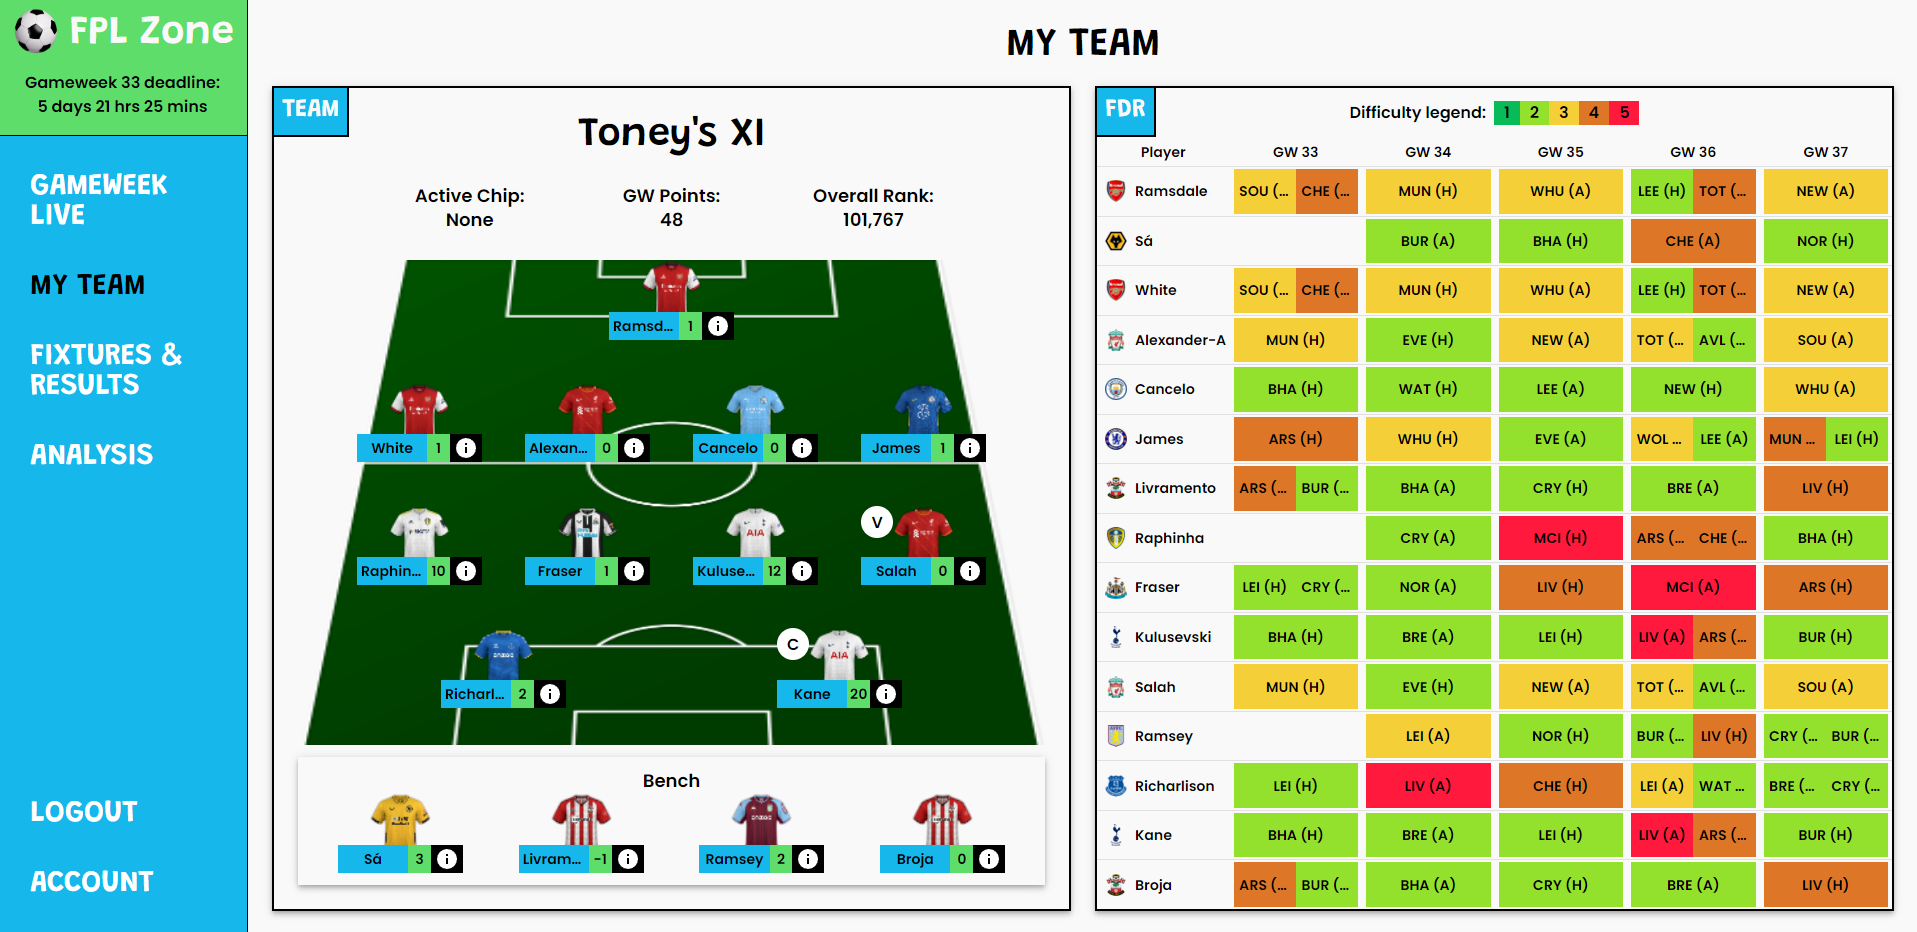 FPL Zone
Gameweek 33 deadline:
5 days 21 hrs 25 mins
GAMEWEEK
LIVE
MY TEAM
FIXTURES &
RESULTS
ANALYSIS
LOGOUT
ACCOUNT
MY TEAM
TEAM
Toney's XI
Active Chip:
None
GW Points:
48
Overall Rank:
101,767
Ramsd... 1 i
White 1 i
Alexan... 0 i
Cancelo 0 i
James 1 i
V
Raphin... 10 i
Fraser 1 i
AIA
Kuluse... 12 i
Salah 0 i
C
Richarl... 2 i
AIA
Kane 20 i
Bench
Sá 3 i
Livram... -1 i
Ramsey 2 i
Broja 0 i
FDR
Difficulty legend: 1 2 3 4 5
Player GW 33 GW 34 GW 35 GW 36 GW 37
Ramsdale SOU (... CHE (... MUN (H) WHU (A) LEE (H) TOT (... NEW (A)
Sá BUR (A) BHA (H) CHE (A) NOR (H)
White SOU (... CHE (... MUN (H) WHU (A) LEE (H) TOT (... NEW (A)
Alexander-A MUN (H) EVE (H) NEW (A) TOT (... AVL (... SOU (A)
Cancelo BHA (H) WAT (H) LEE (A) NEW (H) WHU (A)
James ARS (H) WHU (H) EVE (A) WOL ... LEE (A) MUN ... LEI (H)
Livramento ARS (... BUR (... BHA (A) CRY (H) BRE (A) LIV (H)
Raphinha CRY (A) MCI (H) ARS (... CHE (... BHA (H)
Fraser LEI (H) CRY (... NOR (A) LIV (H) MCI (A) ARS (H)
Kulusevski BHA (H) BRE (A) LEI (H) LIV (A) ARS (... BUR (H)
Salah MUN (H) EVE (H) NEW (A) TOT (... AVL (... SOU (A)
Ramsey LEI (A) NOR (H) BUR (... LIV (H) CRY (... BUR (...
Richarlison LEI (H) LIV (A) CHE (H) LEI (A) WAT ... BRE (... CRY (...
Kane BHA (H) BRE (A) LEI (H) LIV (A) ARS (... BUR (H)
Broja ARS (... BUR (... BHA (A) CRY (H) BRE (A) LIV (H)